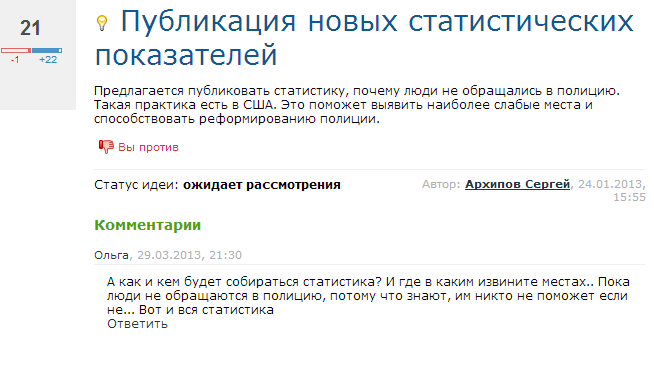 21
-1 +22
Публикация новых статистических
показателей
Предлагается публиковать статистику, почему люди не обращались в полицию.
Такая практика есть в США. Это поможет выявить наиболее слабые места и
способствовать реформированию полиции.
Вы против
Статус идеи: ожидает рассмотрения
Автор: Архипов Сергей, 24.01.2013,
15:55
Комментарии
Ольга, 29.03.2013, 21:30
А как и кем будет собираться статистика? И где в каким извините местах.. Пока
люди не обращаются в полицию, потому что знают, им никто не поможет если
не... Вот и вся статистика
Ответить